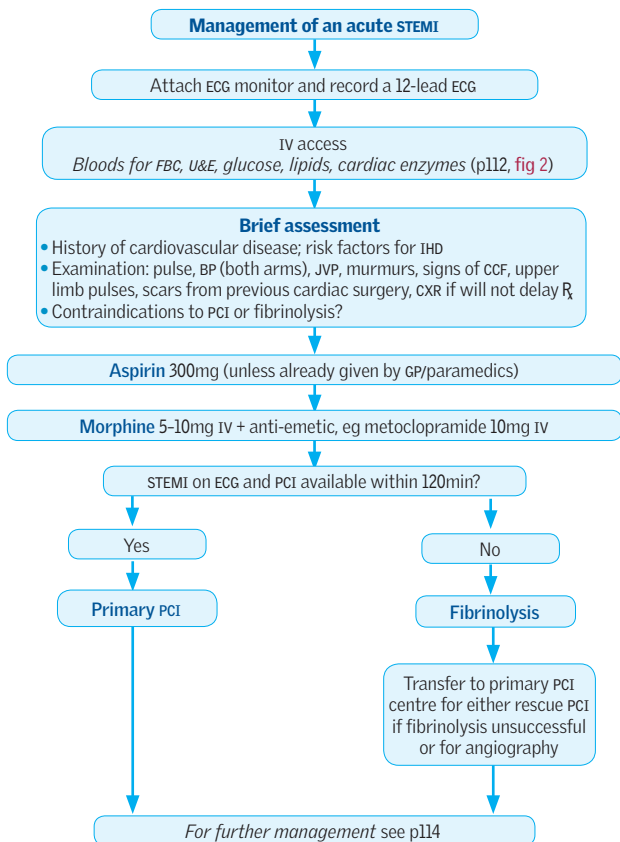 Management of an acute STEMI
Attach ECG monitor and record a 12-lead ECG
IV access
Bloods for FBC, U&E, glucose, lipids, cardiac enzymes (p112, fig 2)
Brief assessment
• History of cardiovascular disease; risk factors for IHD
• Examination: pulse, BP (both arms), JVP, murmurs, signs of CCF, upper
limb pulses, scars from previous cardiac surgery, CXR if will not delay ℞
• Contraindications to PCI or fibrinolysis?
Aspirin 300mg (unless already given by GP/paramedics)
Morphine 5–10mg IV + anti-emetic, eg metoclopramide 10mg IV
STEMI on ECG and PCI available within 120min?
Yes
No
Primary PCI
Fibrinolysis
Transfer to primary PCI
centre for either rescue PCI
if fibrinolysis unsuccessful
or for angiography
For further management see p114